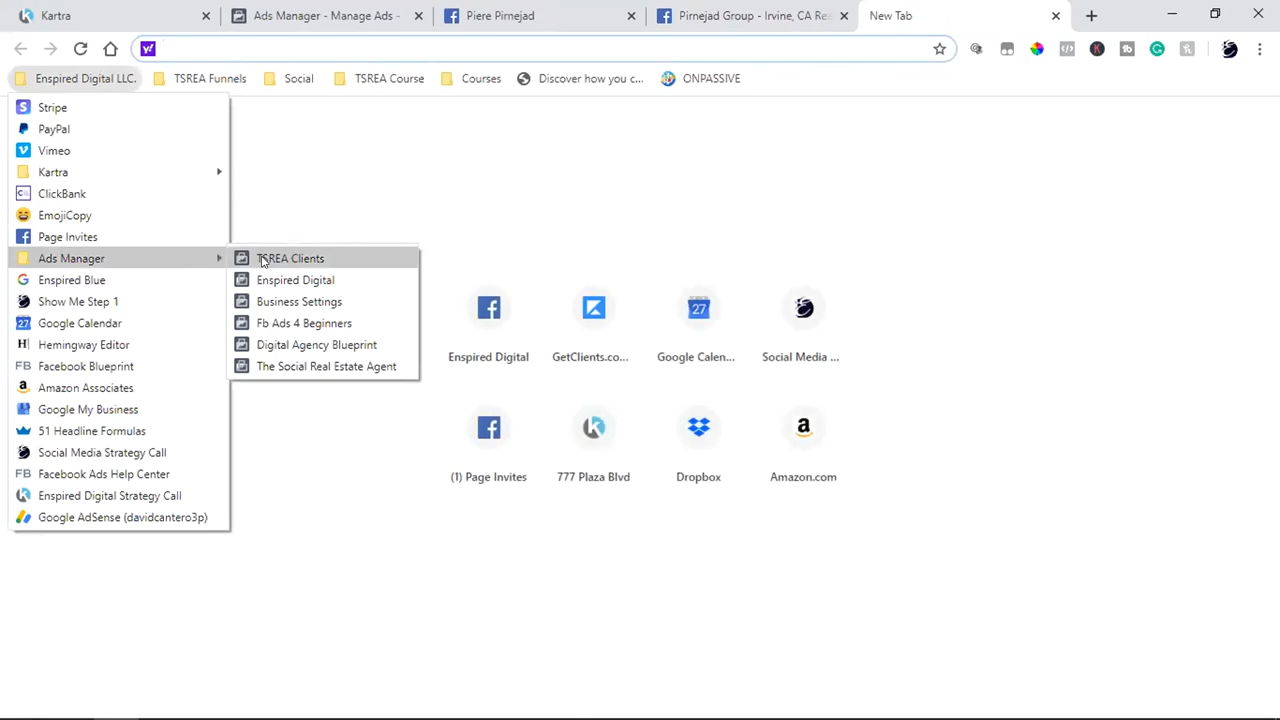 Kartra
Ads Manager - Manage Ads -
Piere Pirnejad
Pirnejad Group - Irvine, CA Re
New Tab
Enspired Digital LLC.
TSREA Funnels
Social
TSREA Course
Courses
Discover how you c...
ONPASSIVE
Stripe
PayPal
Vimeo
Kartra
ClickBank
EmojiCopy
Page Invites
Ads Manager
Enspired Blue
Show Me Step 1
Google Calendar
Hemingway Editor
Facebook Blueprint
Amazon Associates
Google My Business
51 Headline Formulas
Social Media Strategy Call
Facebook Ads Help Center
Enspired Digital Strategy Call
Google AdSense (davidcantero3p)
TSREA Clients
Enspired Digital
Business Settings
Fb Ads 4 Beginners
Digital Agency Blueprint
The Social Real Estate Agent
Enspired Digital
GetClients.co...
Google Calen...
Social Media ...
(1) Page Invites
777 Plaza Blvd
Dropbox
Amazon.com